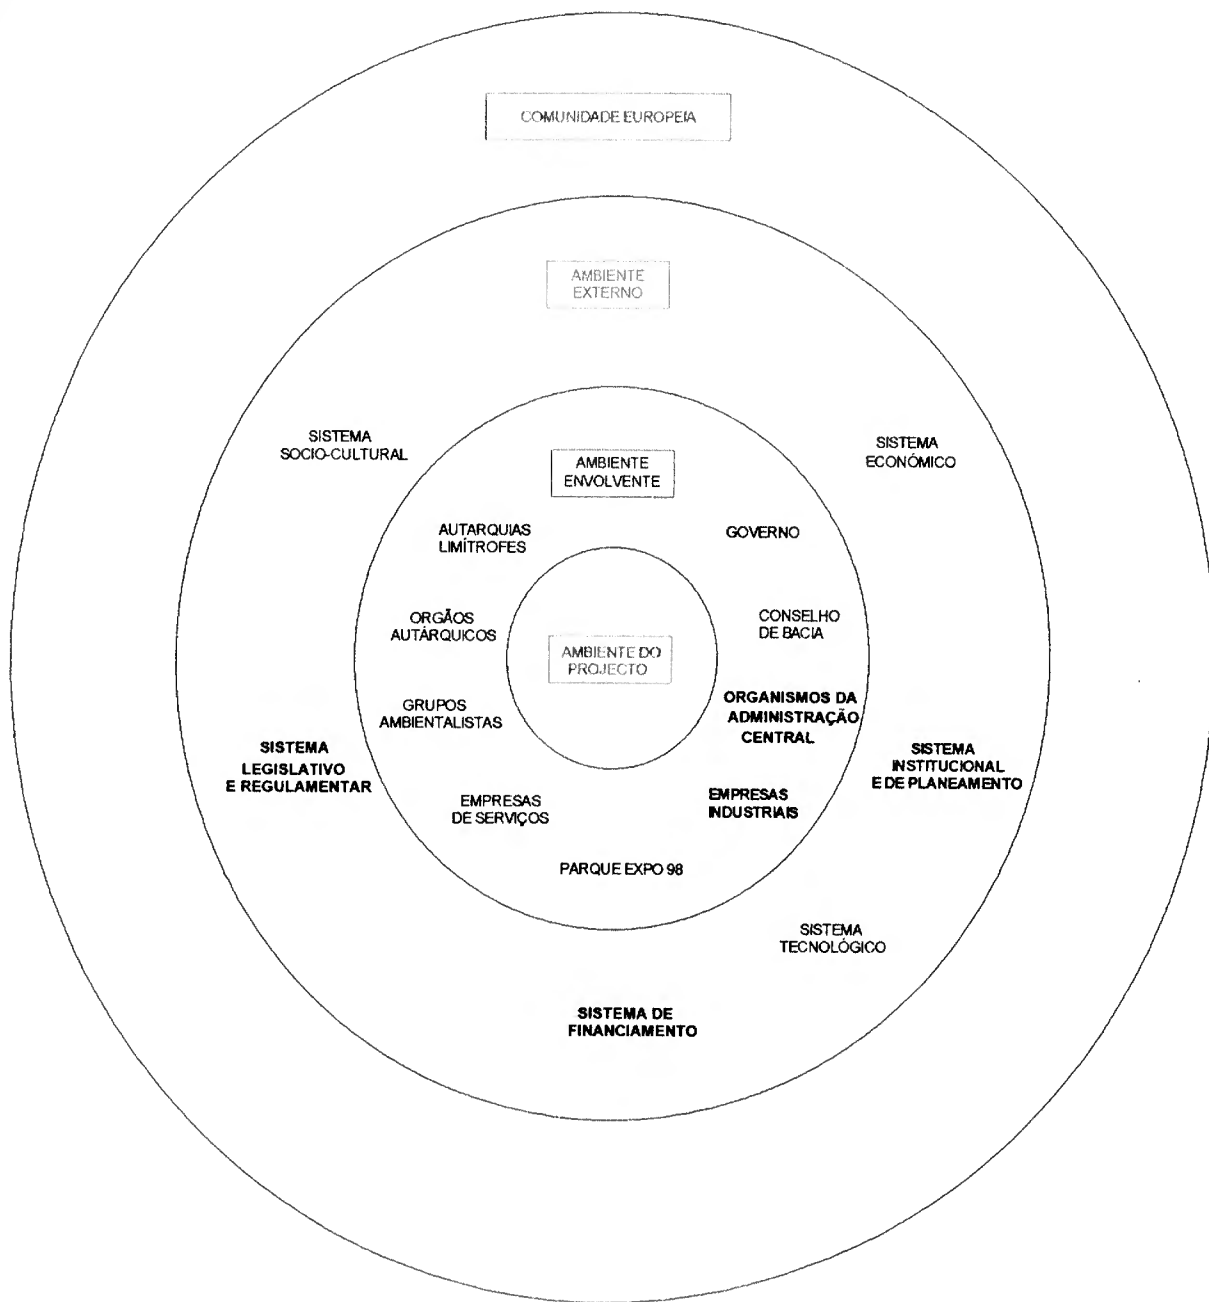 COMUNIDADE EUROPEIA
AMBIENTE
EXTERNO
SISTEMA
SOCIO-CULTURAL
SISTEMA
ECONÓMICO
AMBIENTE
ENVOLVENTE
AUTARQUIAS
LIMÍTROFES
GOVERNO
ORGÃOS
AUTÁRQUICOS
CONSELHO
DE BACIA
AMBIENTE DO
PROJECTO
GRUPOS
AMBIENTALISTAS
ORGANISMOS DA
ADMINISTRAÇÃO
CENTRAL
SISTEMA
LEGISLATIVO
E REGULAMENTAR
SISTEMA
INSTITUCIONAL
E DE PLANEAMENTO
EMPRESAS
DE SERVIÇOS
EMPRESAS
INDUSTRIAIS
PARQUE EXPO 98
SISTEMA
TECNOLÓGICO
SISTEMA DE
FINANCIAMENTO